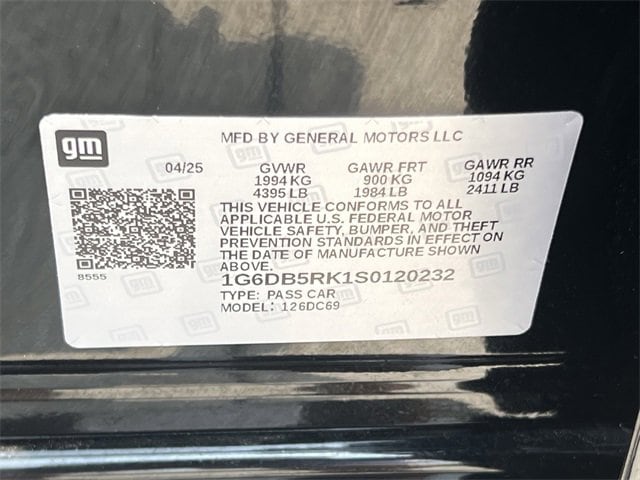 gm
MFD BY GENERAL MOTORS LLC
04/25 GVWR GAWR FRT GAWR RR
1994 KG 900 KG 1094 KG
4395 LB 1984 LB 2411 LB
THIS VEHICLE CONFORMS TO ALL
APPLICABLE U.S. FEDERAL MOTOR
VEHICLE SAFETY, BUMPER, AND THEFT
PREVENTION STANDARDS IN EFFECT ON
THE DATE OF MANUFACTURE SHOWN
ABOVE.
8555
1G6DB5RK1S0120232
TYPE: PASS CAR
MODEL: 126DC69